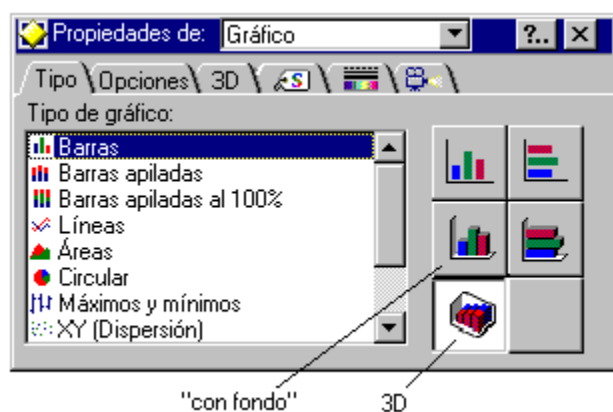 Propiedades de: Gráfico ?..
Tipo Opciones 3D S
Tipo de gráfico:
Barras
Barras apiladas
Barras apiladas al 100%
Líneas
Áreas
Circular
Máximos y mínimos
XY (Dispersión)
"con fondo" 3D